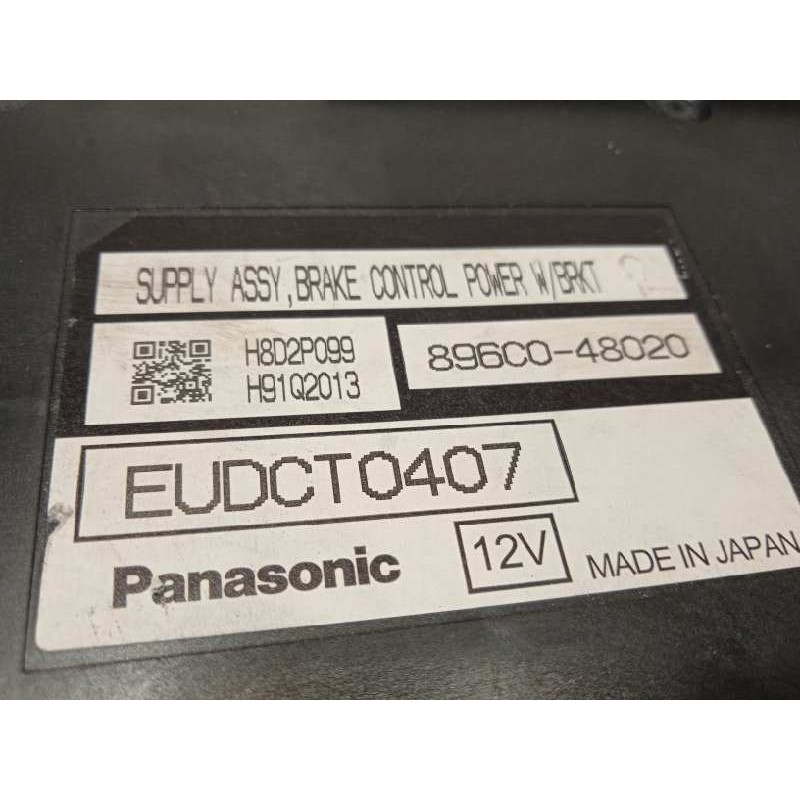 SUPPLY ASSY, BRAKE CONTROL POWER W/BRKT
H8D2P099
H91Q2013
896C0-48020
EUDCT0407
Panasonic
12V
MADE IN JAPAN